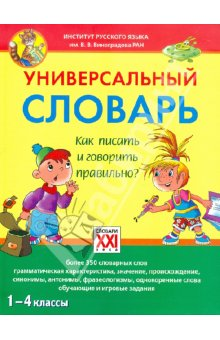 ИНСТИТУТ РУССКОГО ЯЗЫКА
им. В. В. Виноградова РАН
УНИВЕРСАЛЬНЫЙ
СЛОВАРЬ
Как писать
и говорить
правильно?
СЛОВАРИ
XXI
ВЕКА
более 350 словарных слов
грамматическая характеристика, значение, происхождение,
синонимы, антонимы, фразеологизмы, однокоренные слова
обучающие и игровые задания
1–4 классы